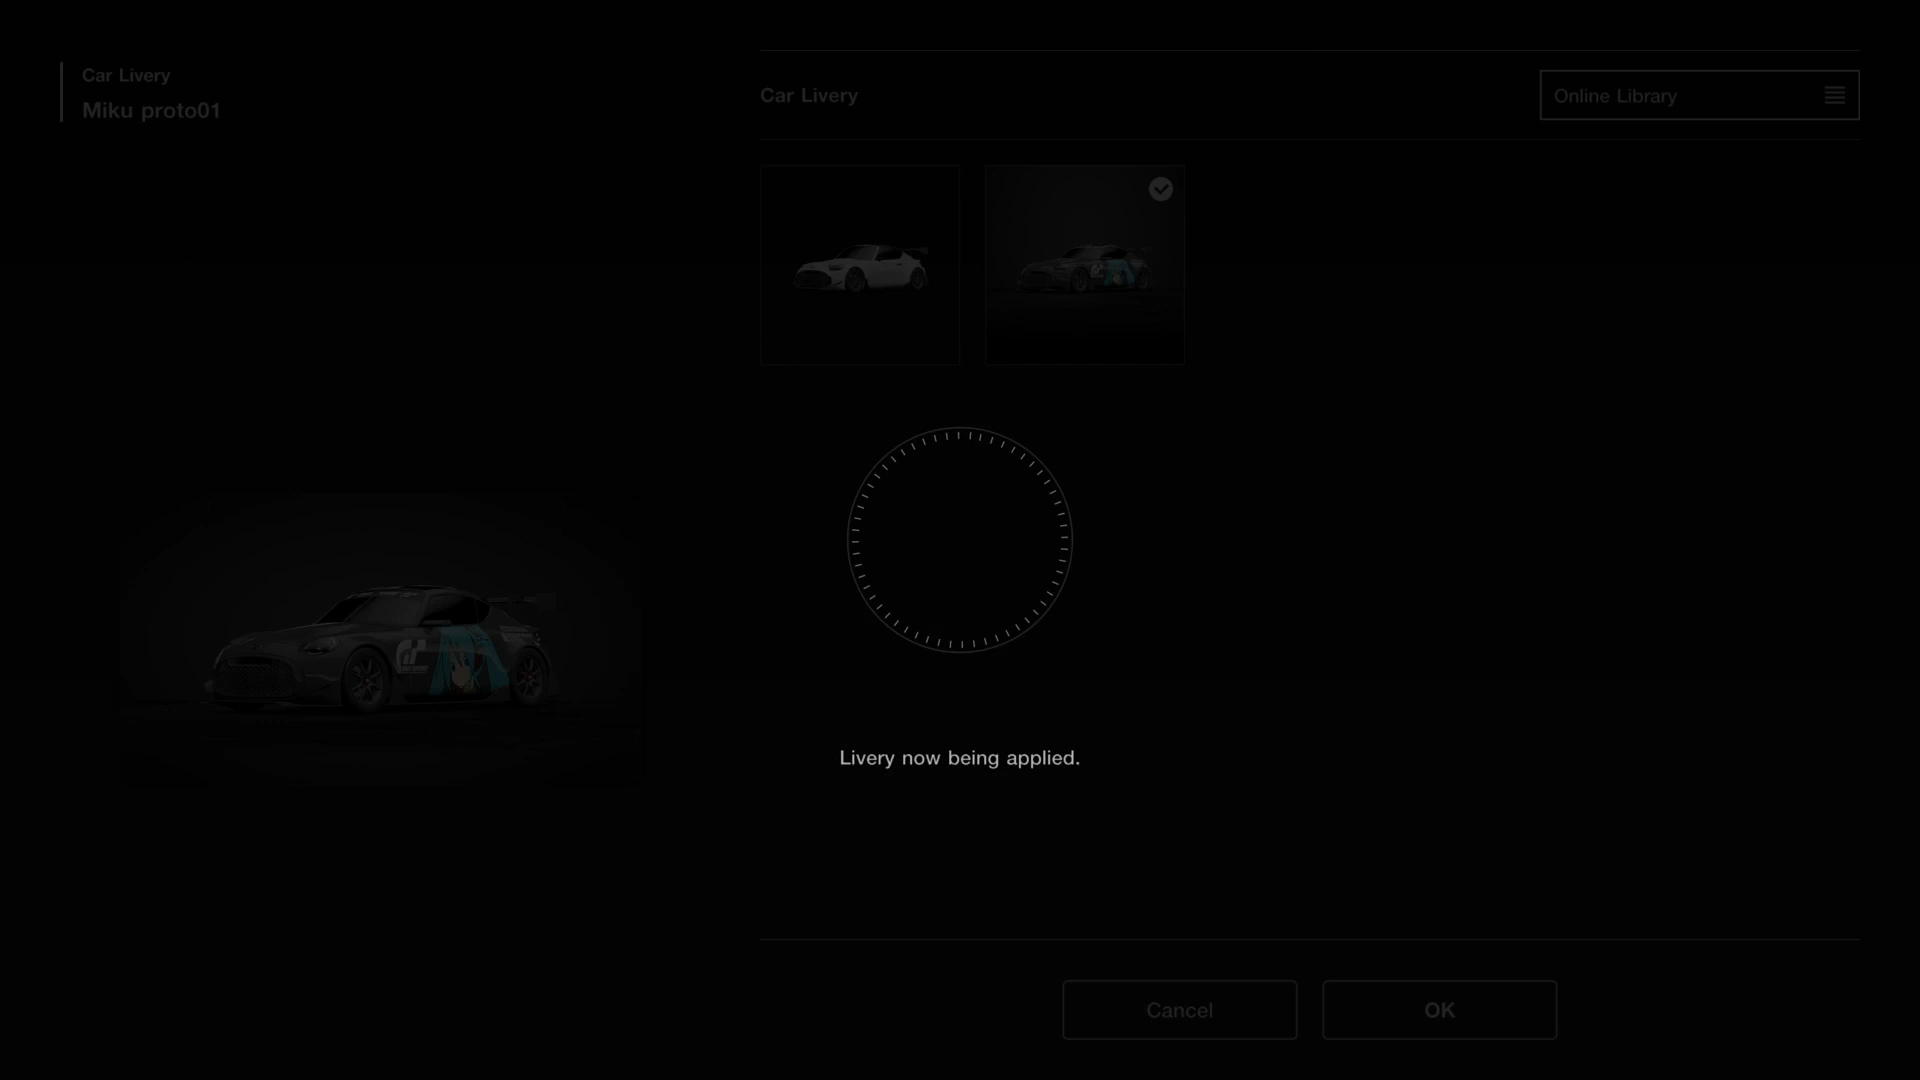 Car Livery
Miku proto01
Car Livery
Online Library
Livery now being applied.
Cancel
OK